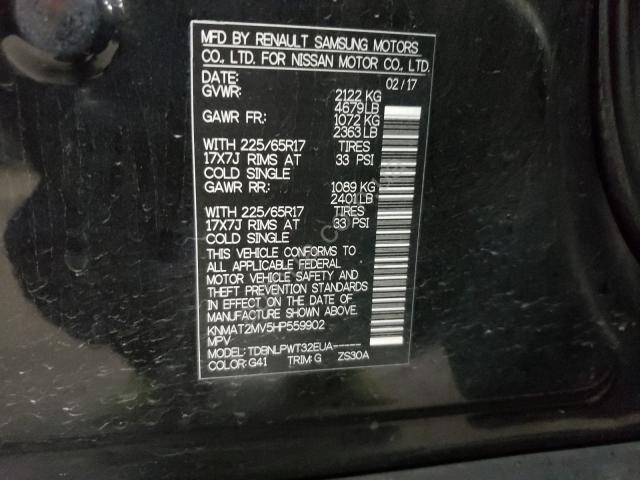 MFD BY RENAULT SAMSUNG MOTORS
CO., LTD. FOR NISSAN MOTOR CO., LTD.
DATE: 02/17
GVWR: 2122 KG
4679 LB
GAWR FR: 1072 KG
2363 LB
WITH 225/65R17 TIRES
17X7J RIMS AT 33 PSI
COLD SINGLE
GAWR RR: 1089 KG
2401 LB
WITH 225/65R17 TIRES
17X7J RIMS AT 33 PSI
COLD SINGLE
THIS VEHICLE CONFORMS TO
ALL APPLICABLE FEDERAL
MOTOR VEHICLE SAFETY AND
THEFT PREVENTION STANDARDS
IN EFFECT ON THE DATE OF
MANUFACTURE SHOWN ABOVE.
KNMAT2MV5HP559902
MPV
MODEL: TDBNLPWT32EUA------
COLOR: G41 TRIM: G ZS30A